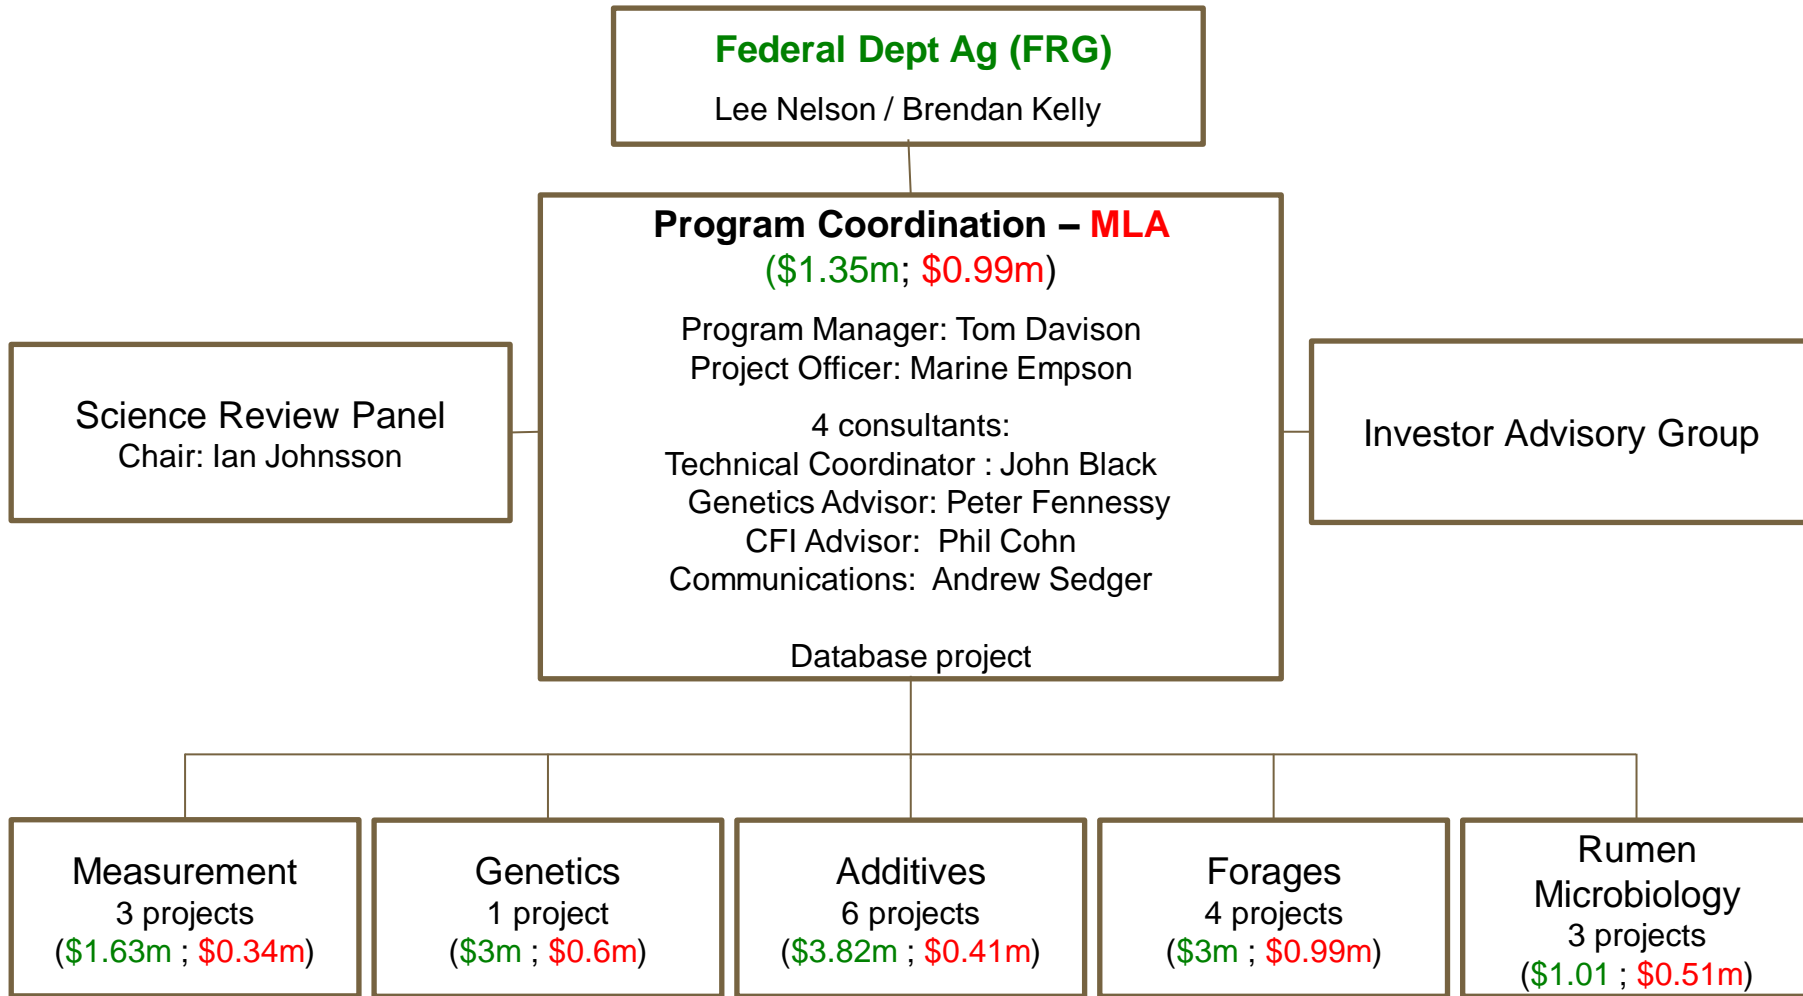 Federal Dept Ag (FRG)
Lee Nelson / Brendan Kelly
Program Coordination – MLA
($1.35m; $0.99m)
Program Manager: Tom Davison
Project Officer: Marine Empson
4 consultants:
Technical Coordinator : John Black
Genetics Advisor: Peter Fennessy
CFI Advisor:  Phil Cohn
Communications:  Andrew Sedger
Database project
Science Review Panel
Chair: Ian Johnsson
Investor Advisory Group
Measurement
3 projects
($1.63m ; $0.34m)
Genetics
1 project
($3m ; $0.6m)
Additives
6 projects
($3.82m ; $0.41m)
Forages
4 projects
($3m ; $0.99m)
Rumen
Microbiology
3 projects
($1.01 ; $0.51m)